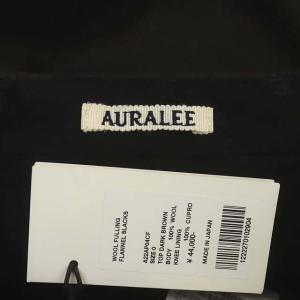 AURALEE
WOOL FULLING
FLANNEL BLACKS
A22AP04CF
SIZE 0
TOP DARK BROWN
BODY 100% WOOL
KNEE LINING 100% CUPRO
¥ 44,000-
MADE IN JAPAN
1222270102904